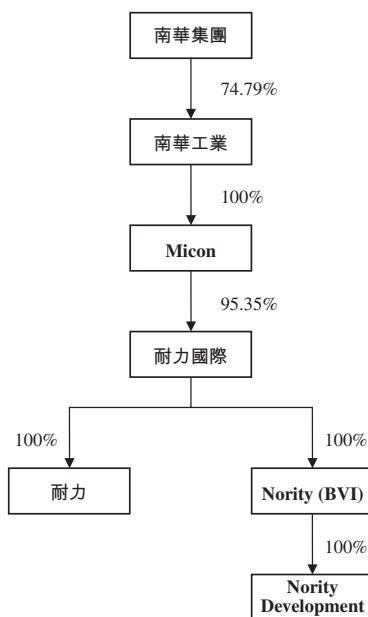 南華集團
74.79%
南華工業
100%
Micon
95.35%
耐力國際
100%
100%
耐力
Nority (BVI)
100%
Nority
Development